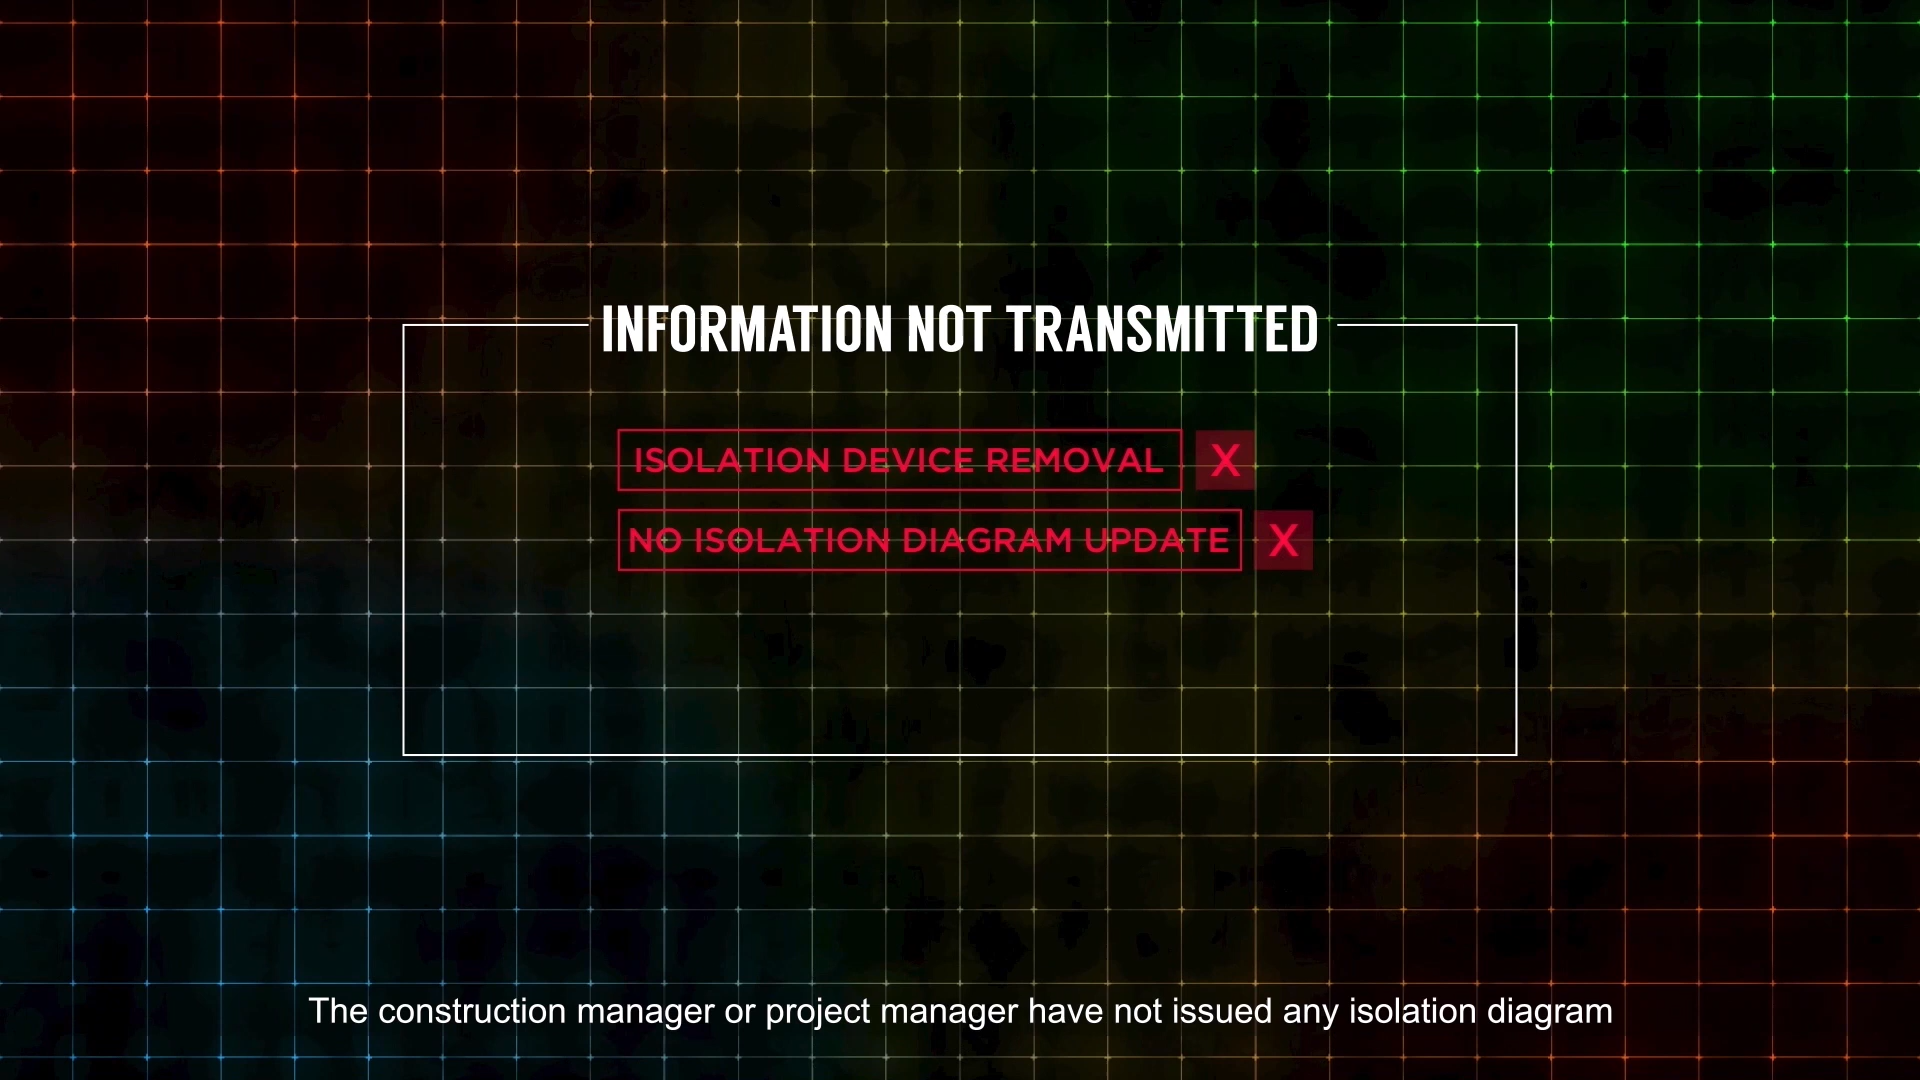 INFORMATION NOT TRANSMITTED
ISOLATION DEVICE REMOVAL X
NO ISOLATION DIAGRAM UPDATE X
The construction manager or project manager have not issued any isolation diagram